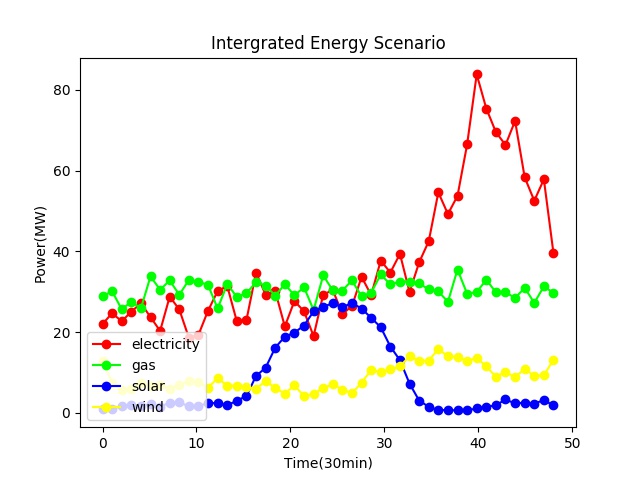 Intergrated Energy Scenario
Power(MW)
80
60
40
20
0
electricity
gas
solar
wind
0 10 20 30 40 50
Time(30min)